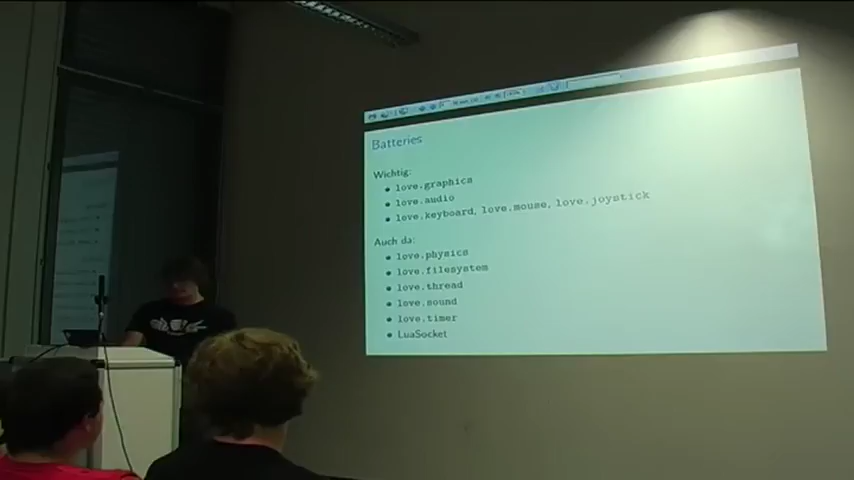 Batteries
Wichtig:
• love.graphics
• love.audio
• love.keyboard, love.mouse, love.joystick
Auch da:
• love.physics
• love.filesystem
• love.thread
• love.sound
• love.timer
• LuaSocket